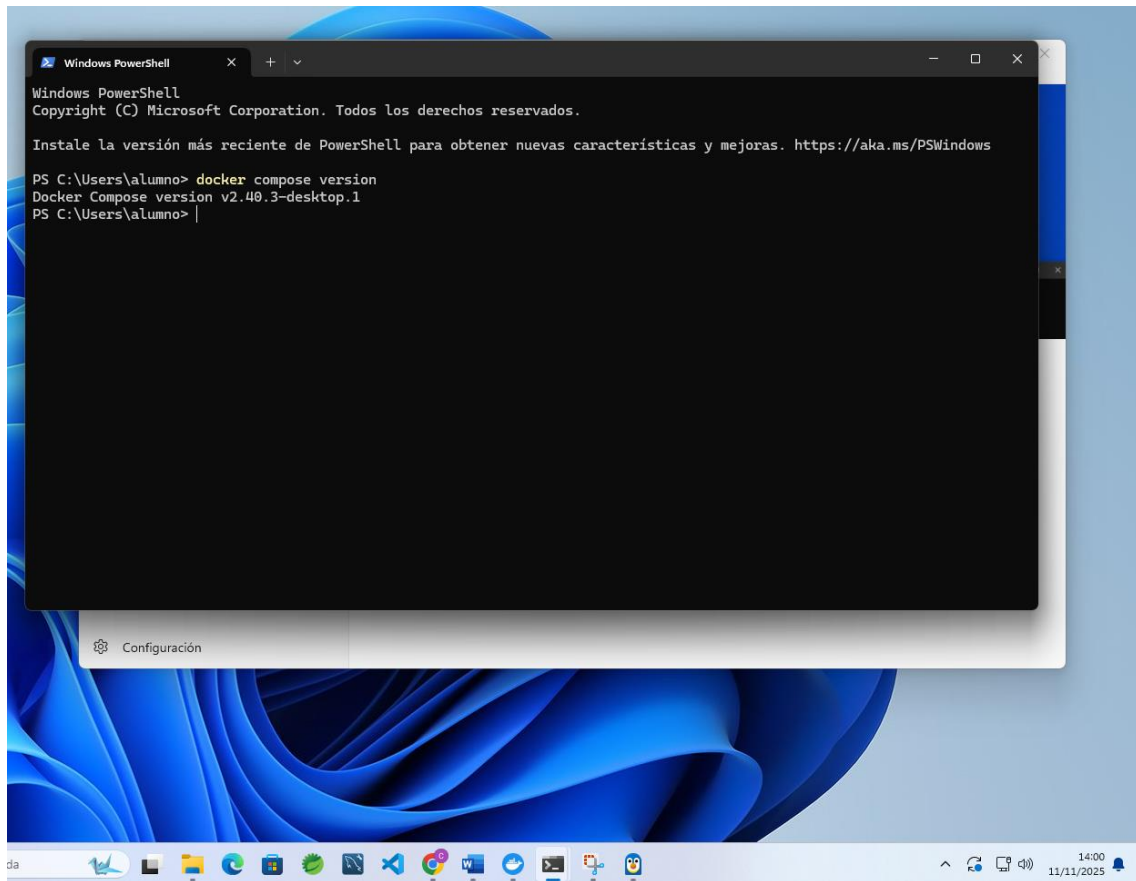 Windows PowerShell
Windows PowerShell
Copyright (C) Microsoft Corporation. Todos los derechos reservados.
Instale la versión más reciente de PowerShell para obtener nuevas características y mejoras. https://aka.ms/PSWindows
PS C:\Users\alumno> docker compose version
Docker Compose version v2.40.3-desktop.1
PS C:\Users\alumno>
Configuración
da
14:00
11/11/2025